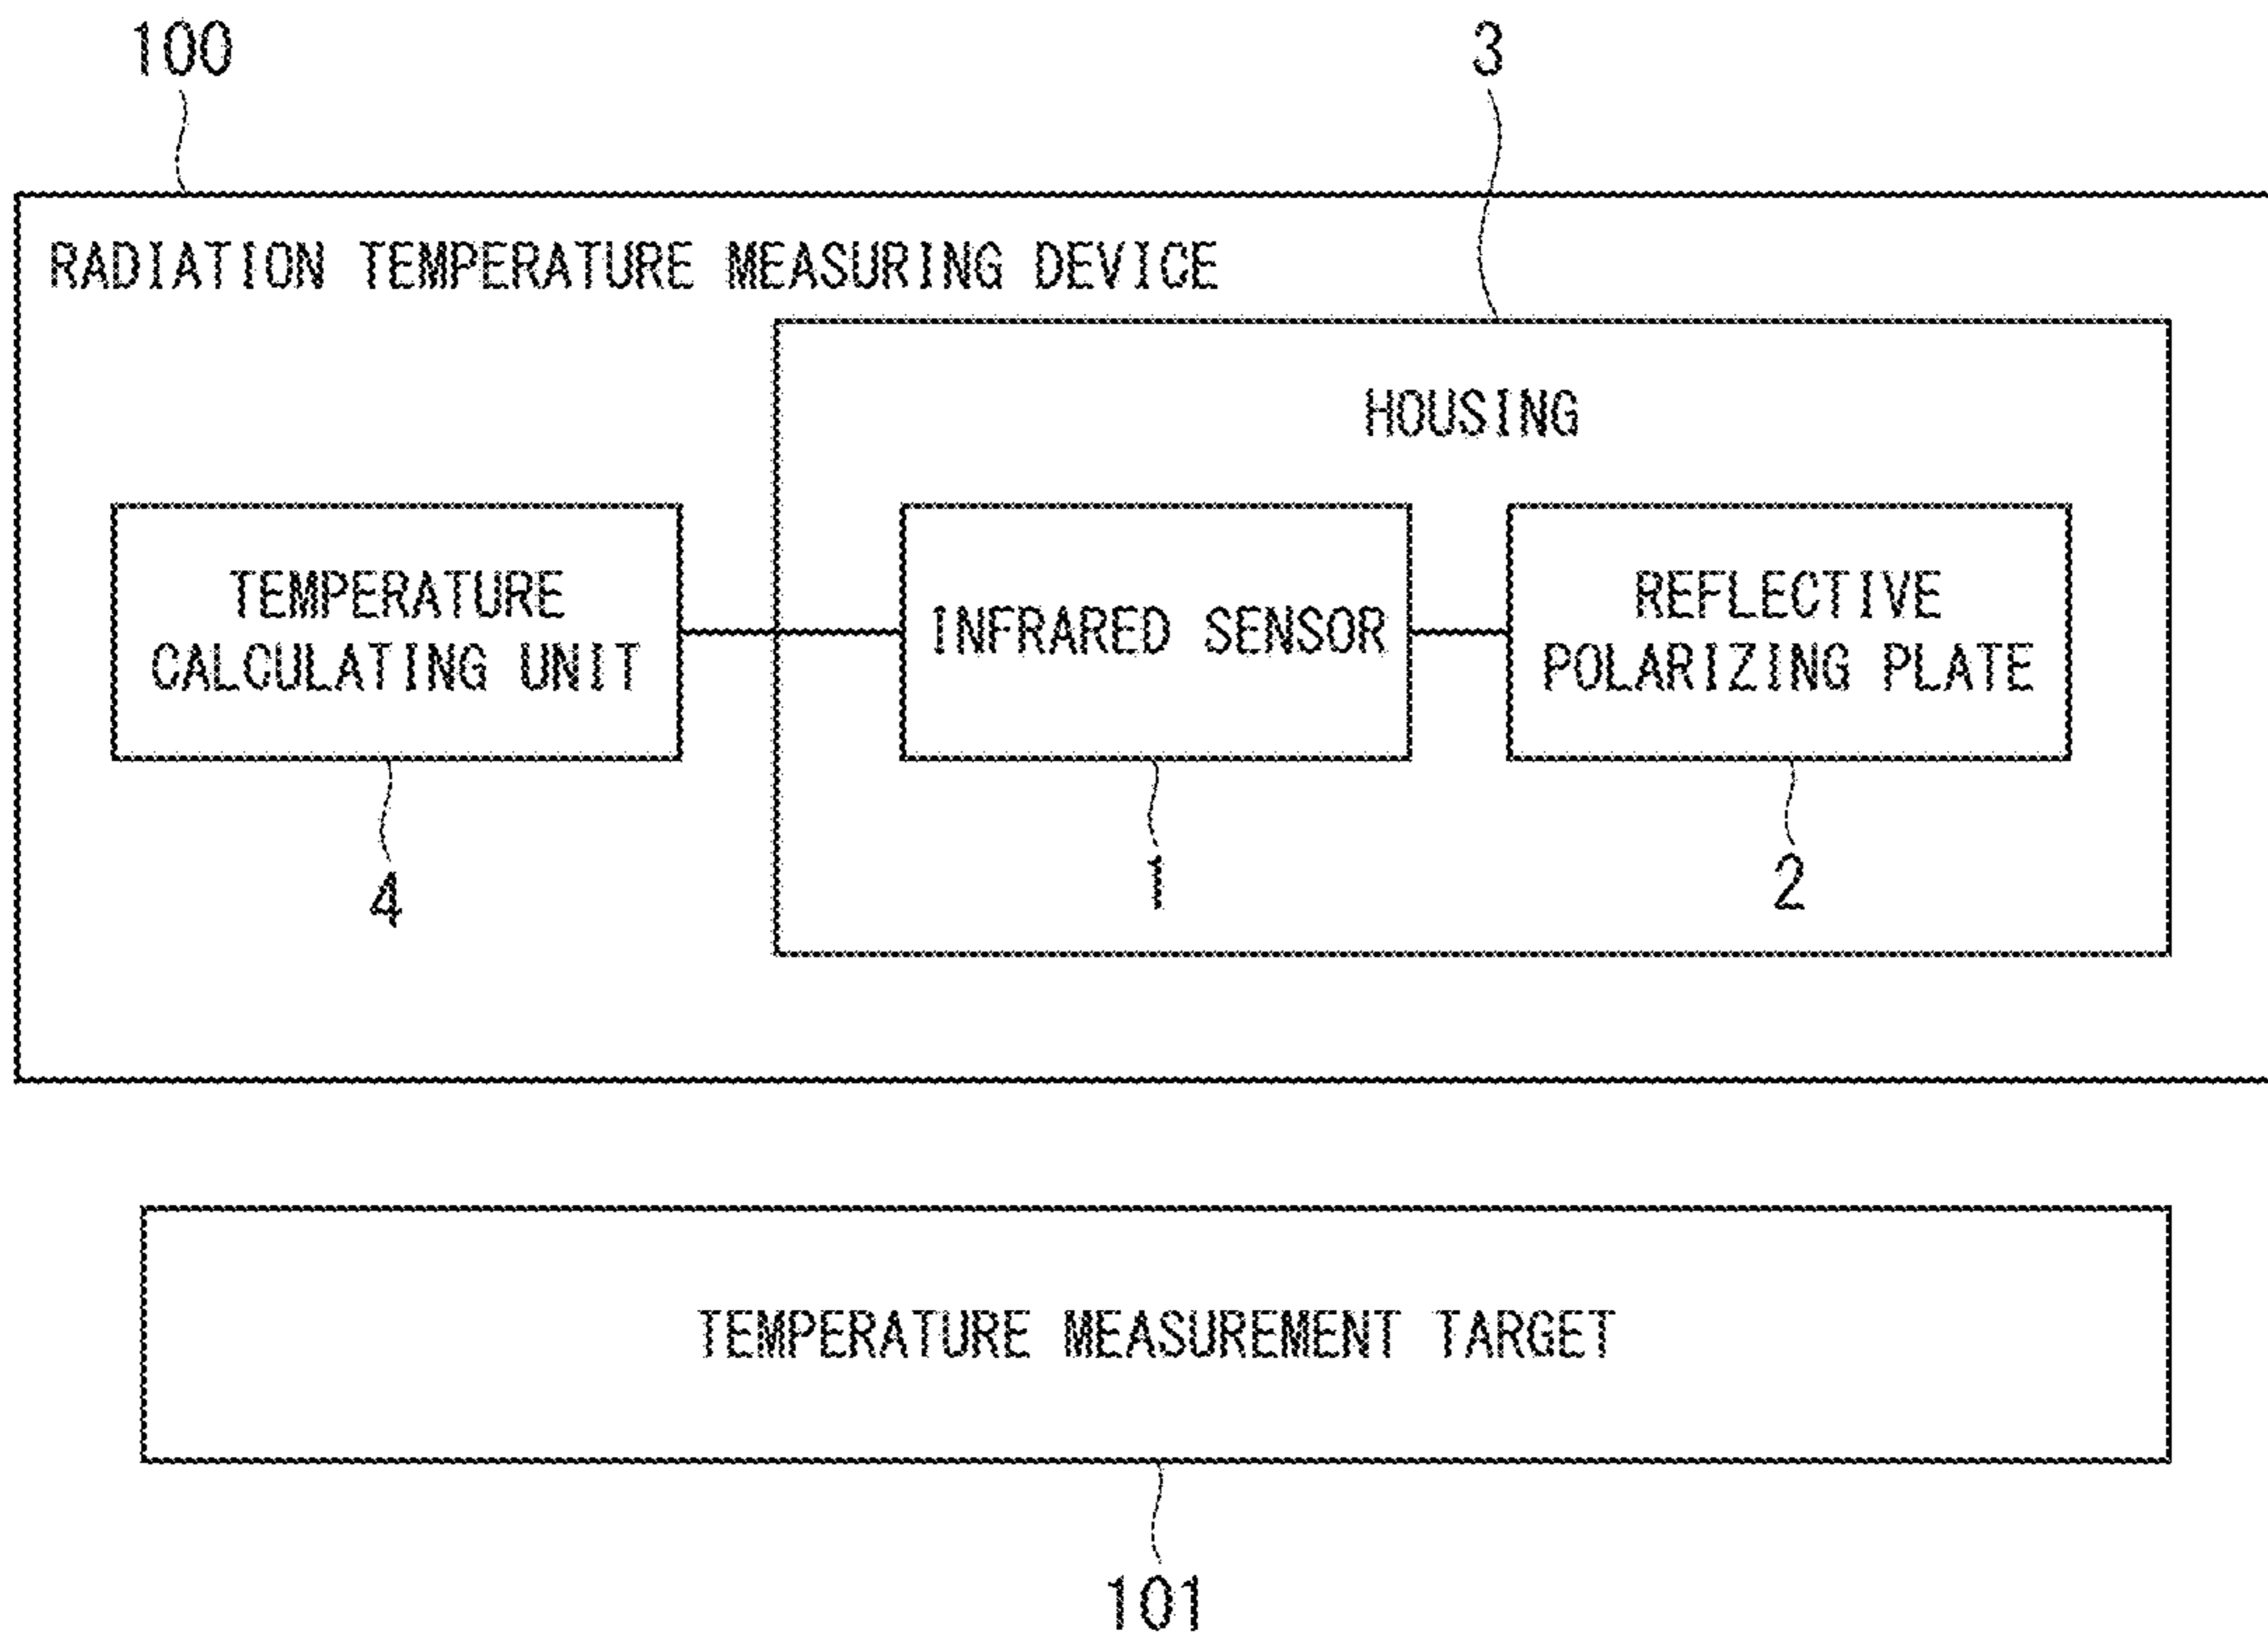 100
3
RADIATION TEMPERATURE MEASURING DEVICE
HOUSING
TEMPERATURE
CALCULATING UNIT
INFRARED SENSOR
REFLECTIVE
POLARIZING PLATE
4
1
2
TEMPERATURE MEASUREMENT TARGET
101